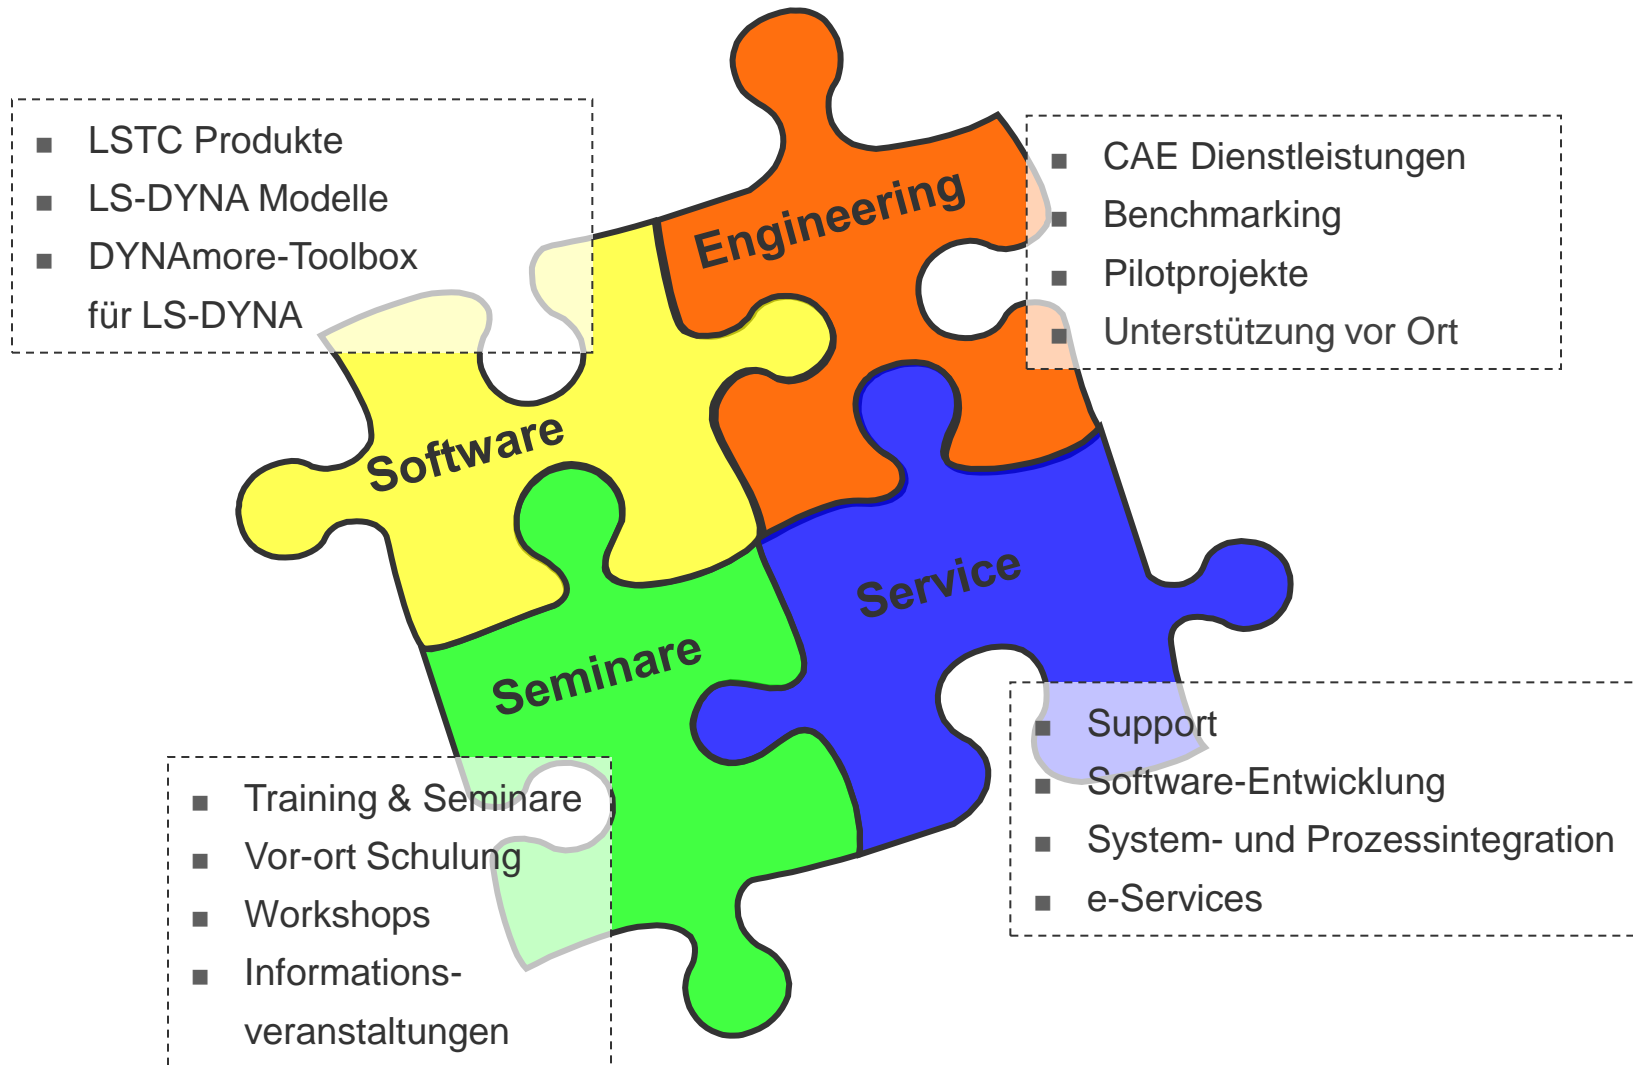 LSTC Produkte
LS-DYNA Modelle
DYNAmore-Toolbox
für LS-DYNA
Engineering
CAE Dienstleistungen
Benchmarking
Pilotprojekte
Unterstützung vor Ort
Software
Service
Seminare
Training & Seminare
Vor-ort Schulung
Workshops
Informations-
veranstaltungen
Support
Software-Entwicklung
System- und Prozessintegration
e-Services